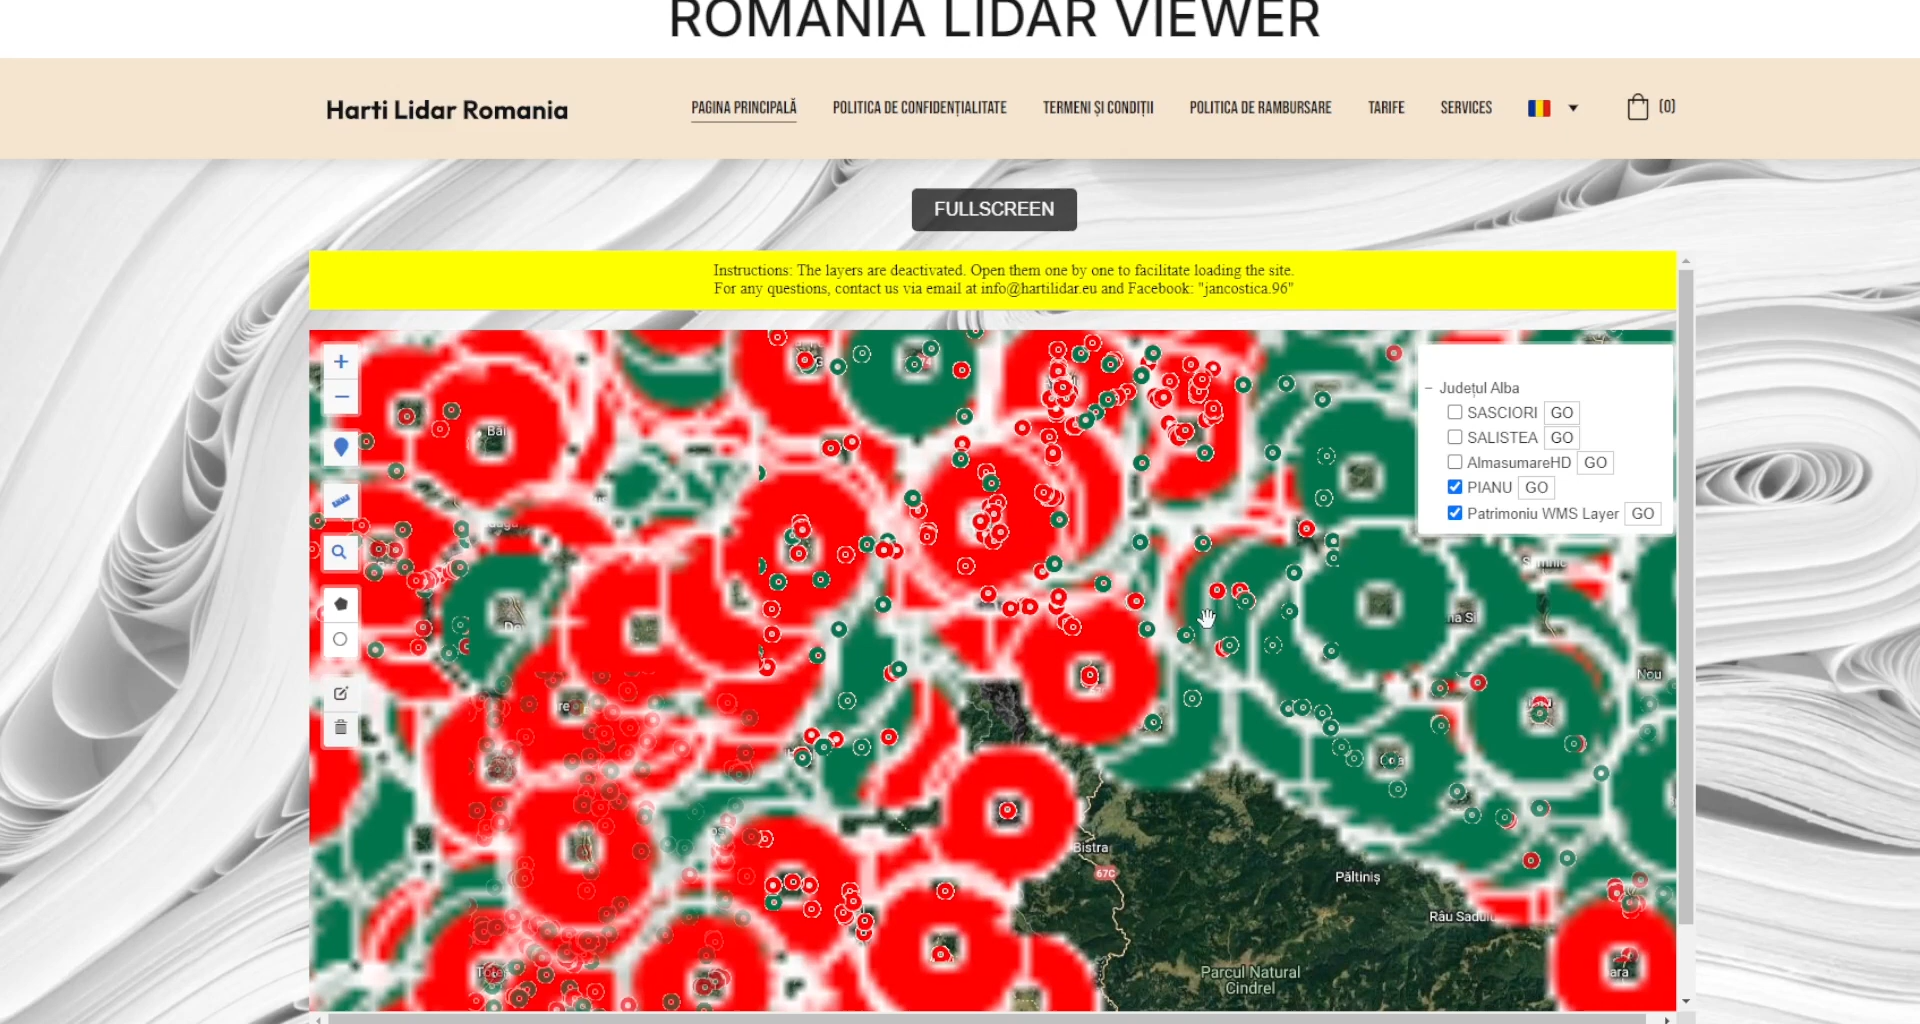 ROMANIA LIDAR VIEWER
Harti Lidar Romania
PAGINA PRINCIPALĂ
POLITICA DE CONFIDENȚIALITATE
TERMENI ȘI CONDIȚII
POLITICA DE RAMBURSARE
TARIFE
SERVICES
(0)
FULLSCREEN
Instructions: The layers are deactivated. Open them one by one to facilitate loading the site.
For any questions, contact us via email at info@hartilidar.eu and Facebook: "jancostica.96"
+
−
− Județul Alba
SASCIORI GO
SALISTEA GO
AlmasumareHD GO
PIANU GO
Patrimoniu WMS Layer GO
Nou
Bistra
67C
Păltiniș
Râu Sadulu
Parcul Natural
Cindrel